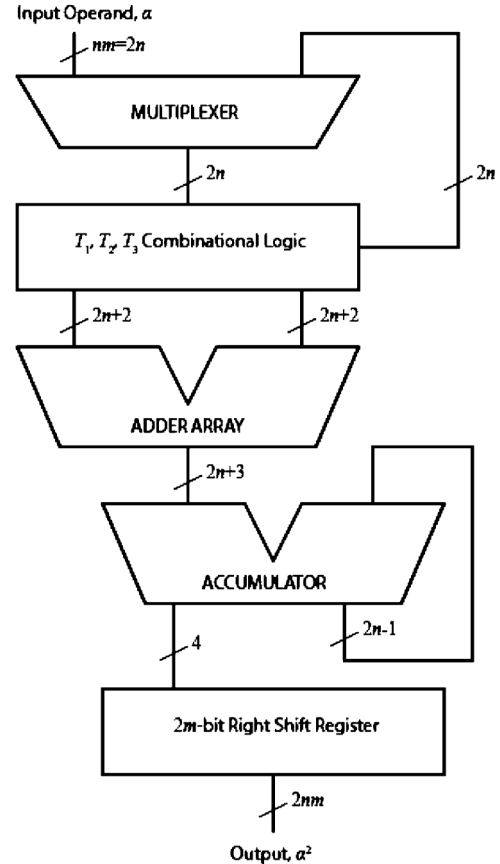 Input Operand, a
nm=2n
MULTIPLEXER
2n
2n
T₁, T₂, T₃ Combinational Logic
2n+2
2n+2
ADDER ARRAY
2n+3
ACCUMULATOR
4
2n-1
2m-bit Right Shift Register
2nm
Output, a²